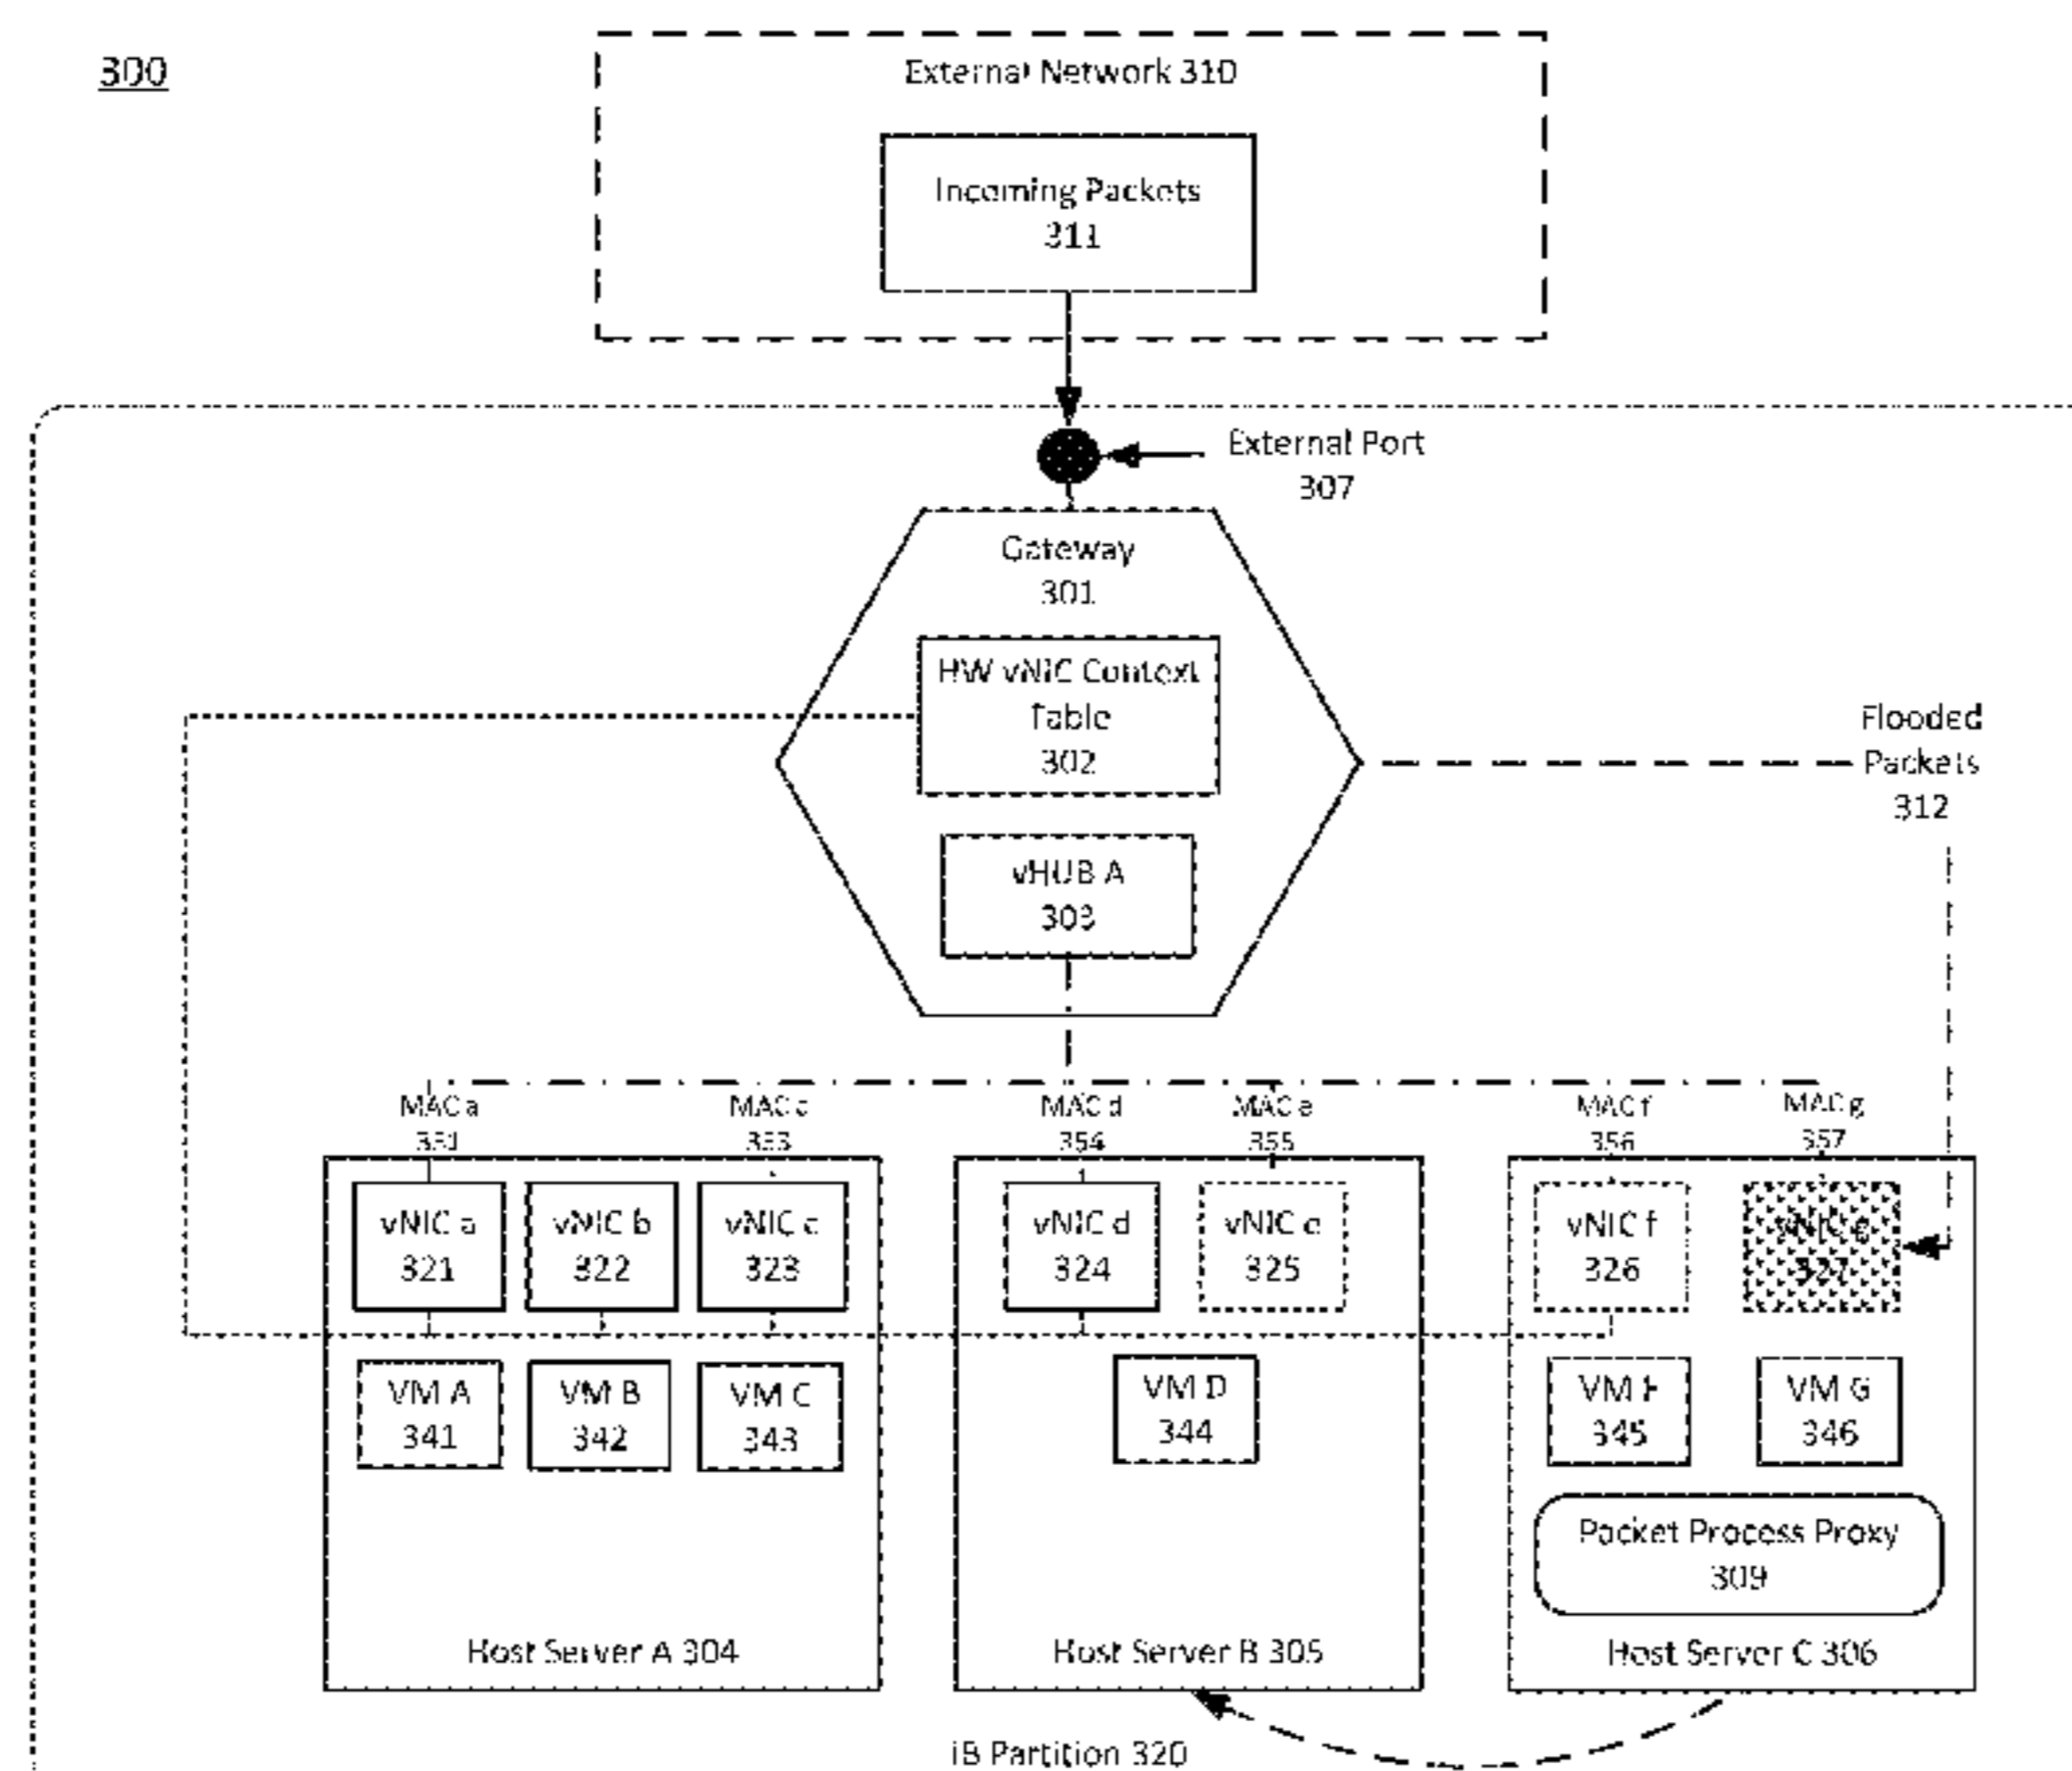 300
External Network 310
Incoming Packets
311
External Port
307
Gateway
301
HW vNIC Context
Table
302
Flooded
Packets
312
vHUB A
303
MAC a
351
MAC c
353
MAC d
354
MAC e
355
MAC f
356
MAC g
357
vNIC a
321
vNIC b
322
vNIC c
323
vNIC d
324
vNIC e
325
vNIC f
326
vNIC g
327
VM A
341
VM B
342
VM C
343
VM D
344
VM F
345
VM G
346
Packet Process Proxy
309
Host Server A 304
Host Server B 305
Host Server C 306
IB Partition 320